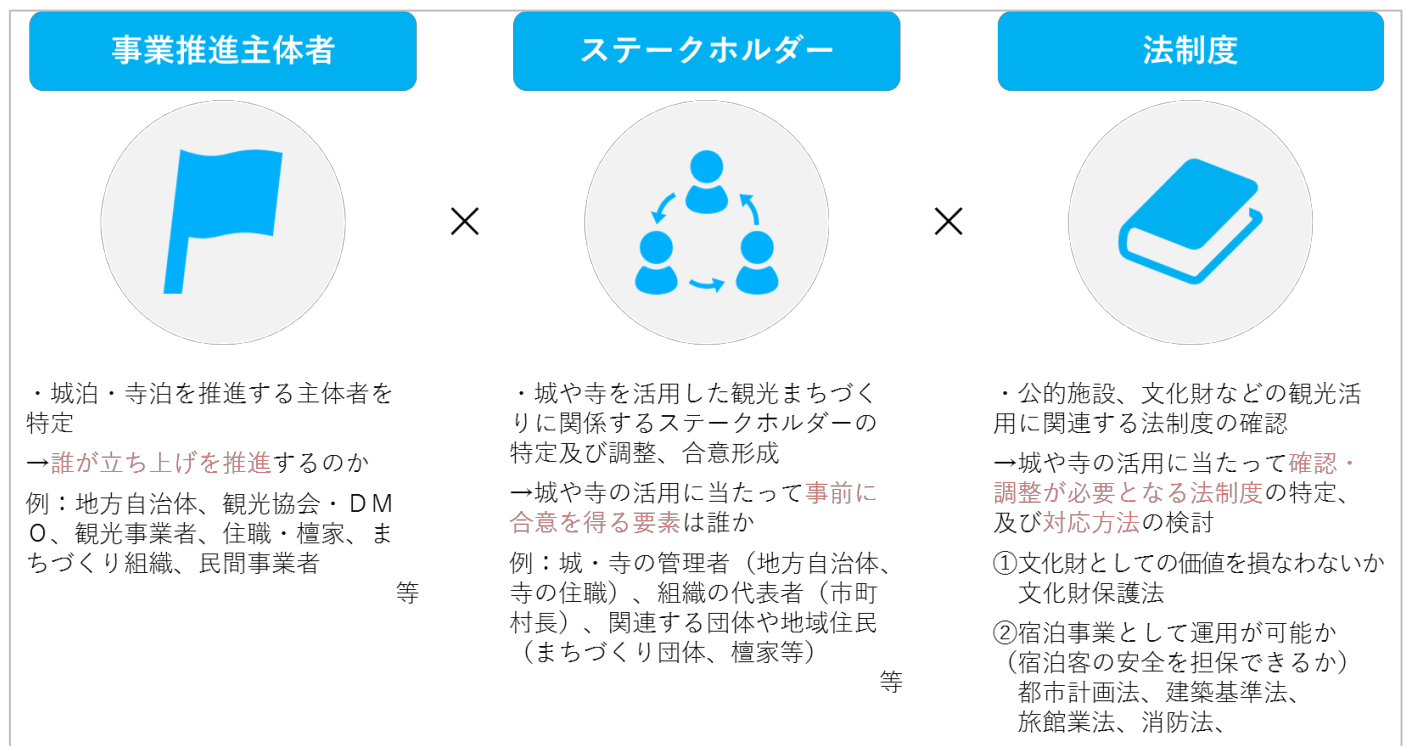 事業推進主体者
・城泊・寺泊を推進する主体者を
特定
→誰が立ち上げを推進するのか
例：地方自治体、観光協会・ＤＭ
Ｏ、観光事業者、住職・檀家、ま
ちづくり組織、民間事業者
等
×
ステークホルダー
・城や寺を活用した観光まちづく
りに関係するステークホルダーの
特定及び調整、合意形成
→城や寺の活用に当たって事前に
合意を得る要素は誰か
例：城・寺の管理者（地方自治体、
寺の住職）、組織の代表者（市町
村長）、関連する団体や地域住民
（まちづくり団体、檀家等）
等
×
法制度
・公的施設、文化財などの観光活
用に関連する法制度の確認
→城や寺の活用に当たって確認・
調整が必要となる法制度の特定、
及び対応方法の検討
①文化財としての価値を損なわないか
文化財保護法
②宿泊事業として運用が可能か
（宿泊客の安全を担保できるか）
都市計画法、建築基準法、
旅館業法、消防法、